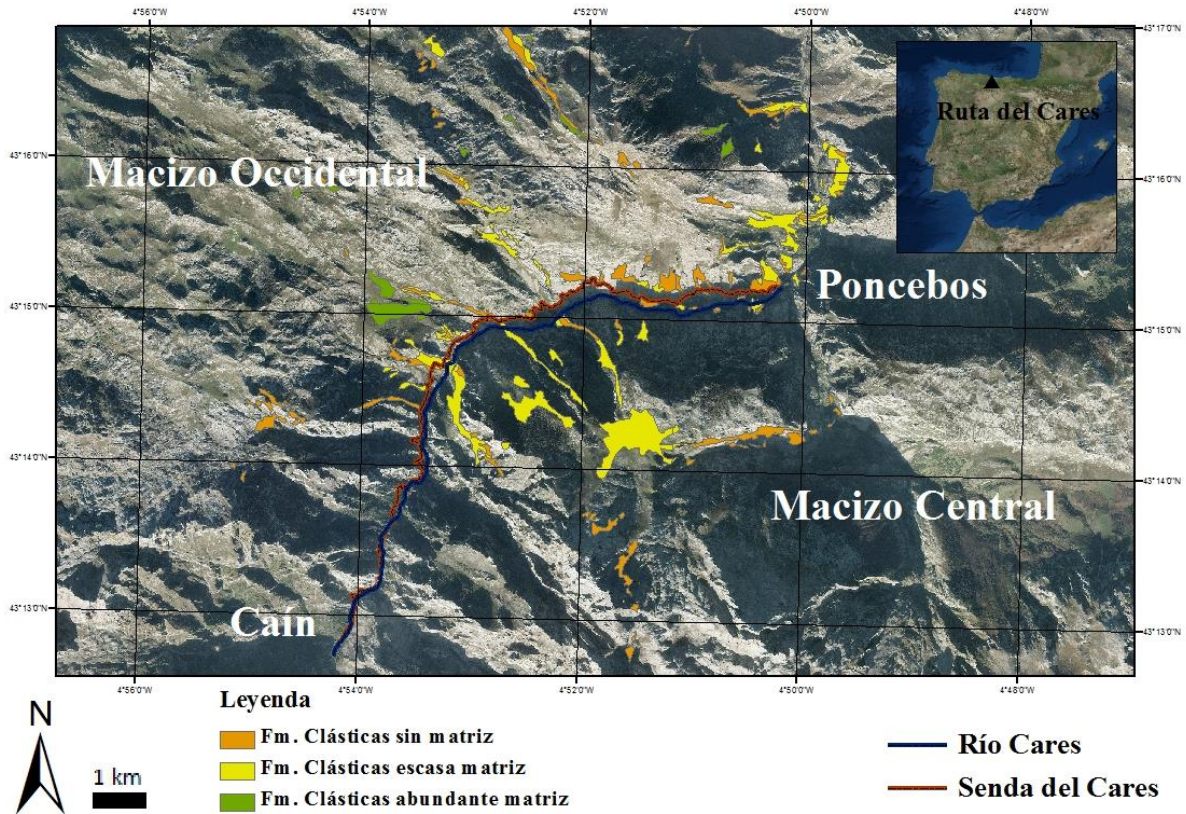 4°56'0"W 4°54'0"W 4°52'0"W 4°50'0"W 4°48'0"W
43°17'0"N
43°16'0"N
43°16'0"N
43°15'0"N
43°15'0"N
43°14'0"N
43°14'0"N
43°13'0"N
43°13'0"N
Ruta del Cares
Macizo Occidental
Poncebos
Macizo Central
Caín
4°56'0"W 4°54'0"W 4°52'0"W 4°50'0"W 4°48'0"W
N
1 km
Leyenda
Fm. Clásticas sin matriz
Fm. Clásticas escasa matriz
Fm. Clásticas abundante matriz
Río Cares
Senda del Cares